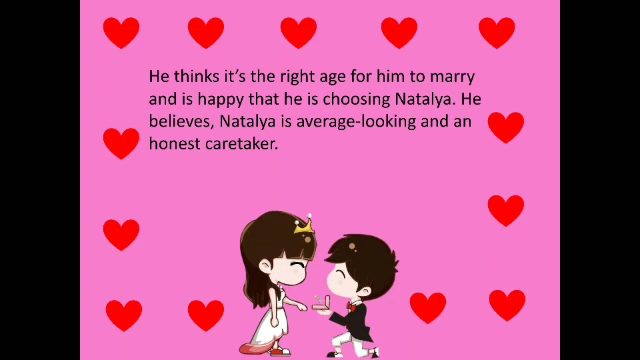 He thinks it’s the right age for him to marry
and is happy that he is choosing Natalya. He
believes, Natalya is average-looking and an
honest caretaker.